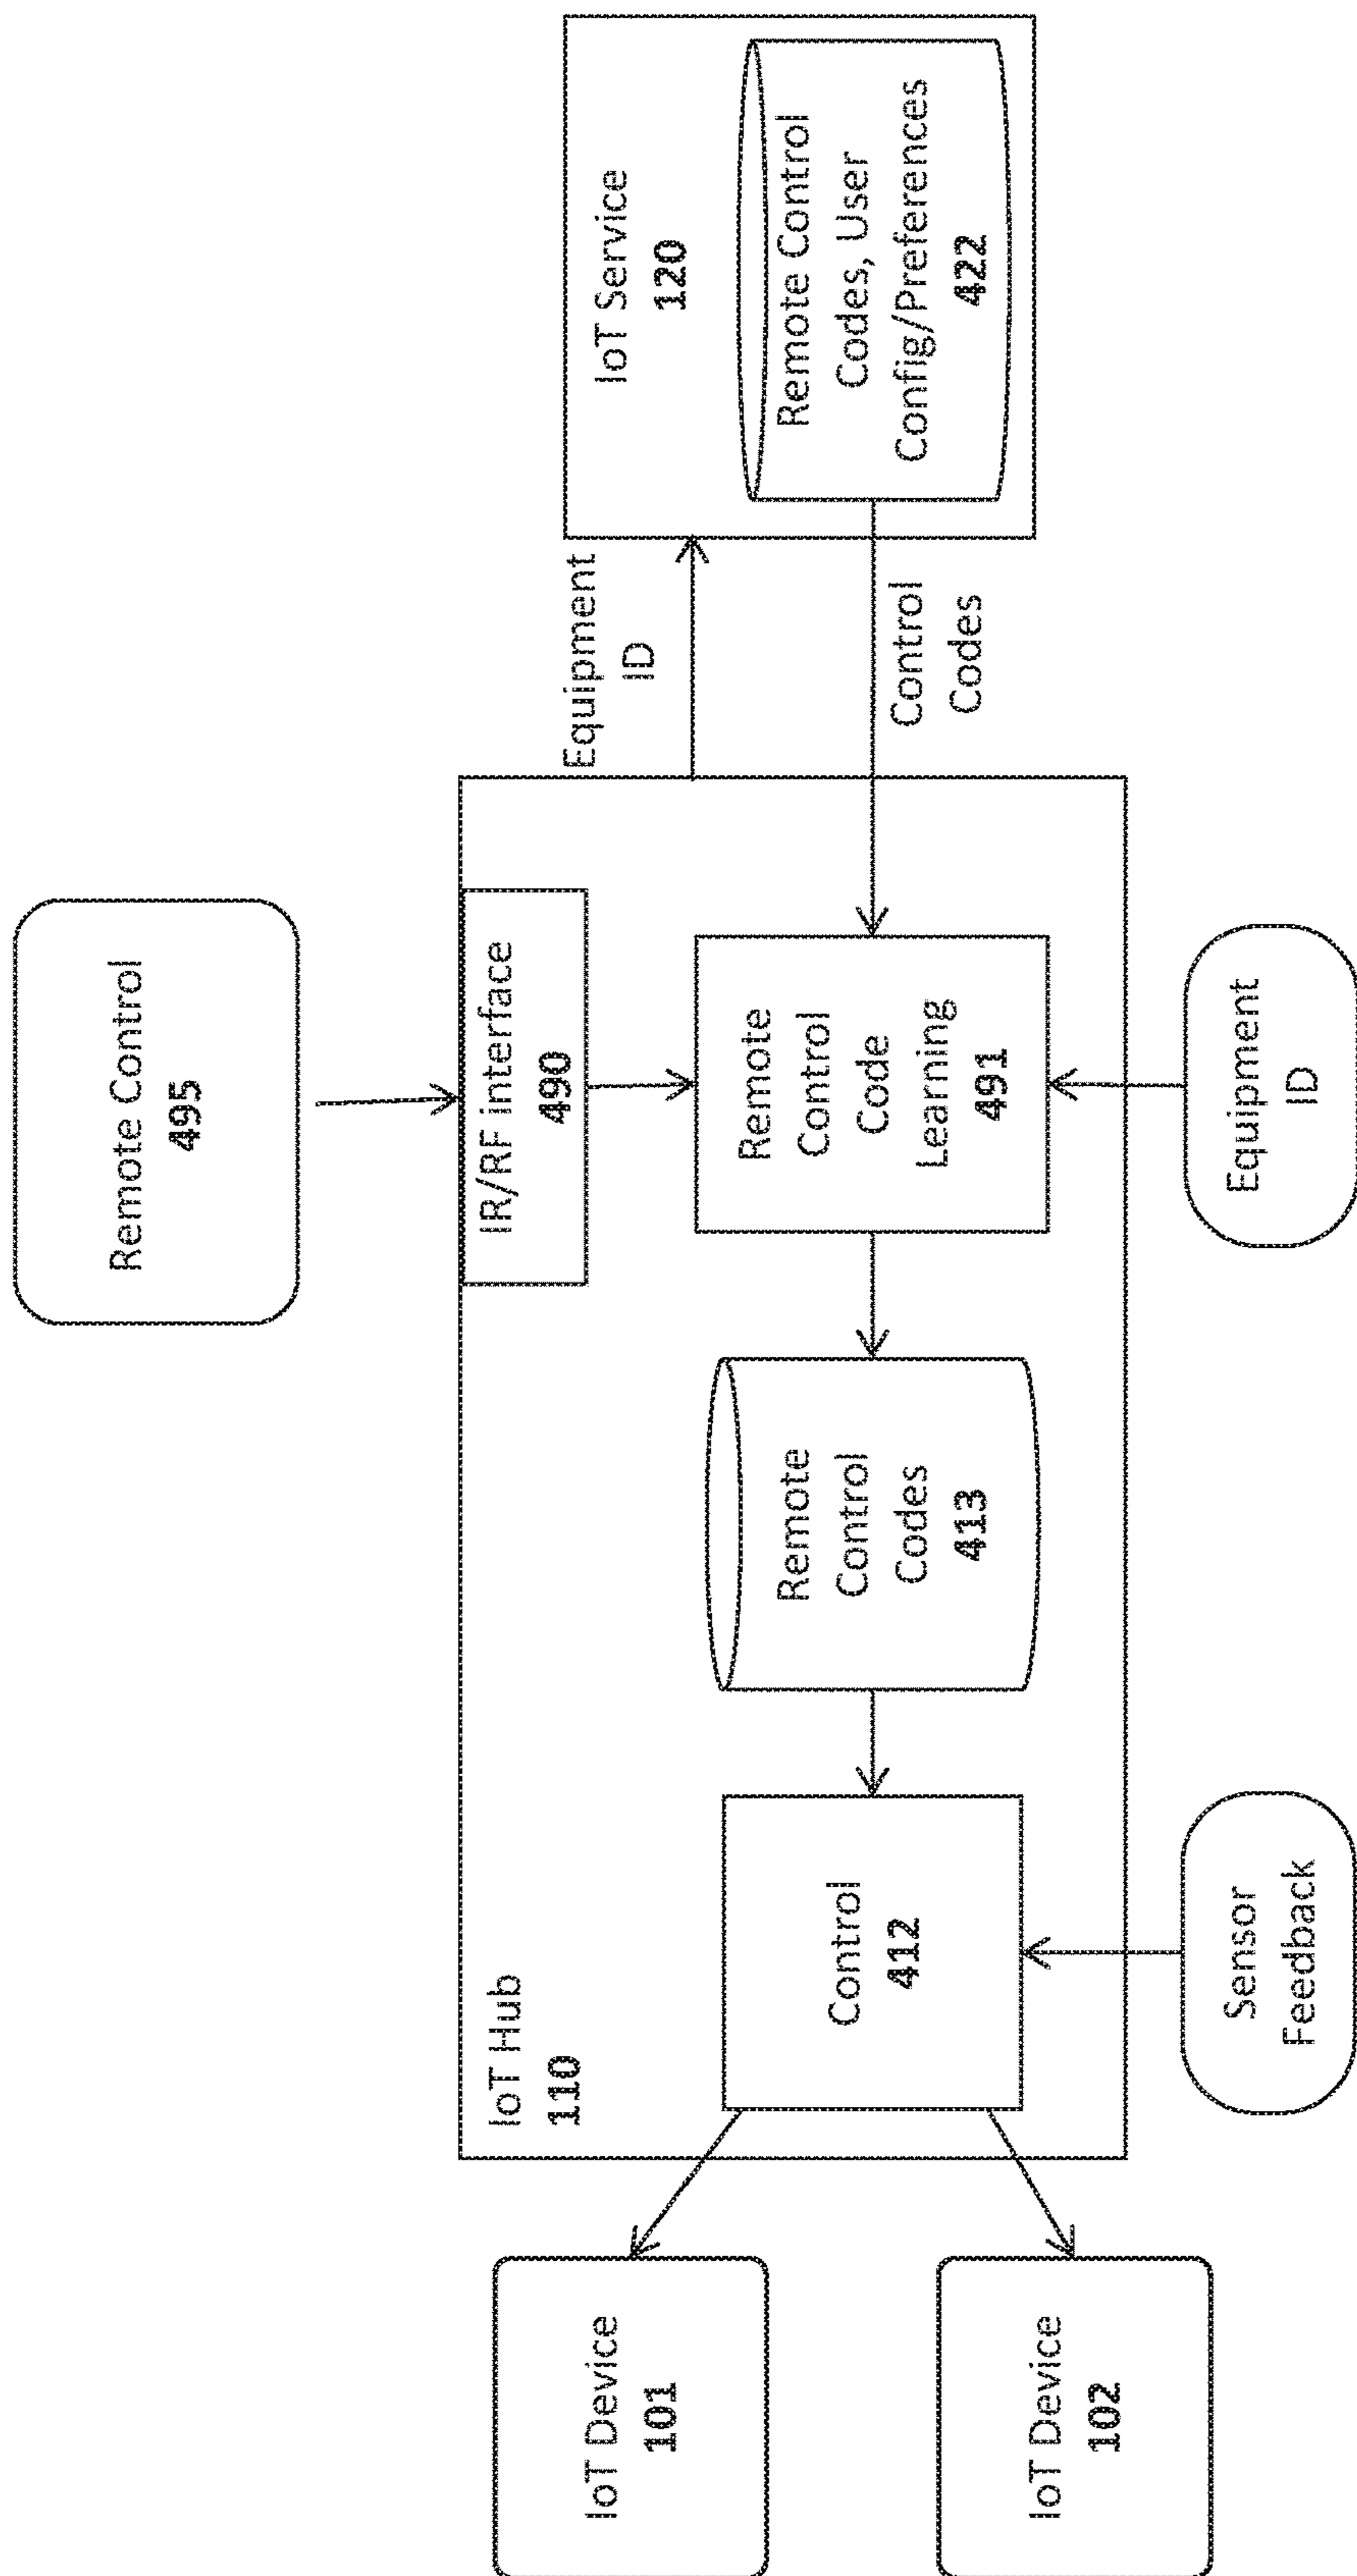 Remote Control
495
IoT Hub
110
IR/RF interface
490
Equipment
ID
IoT Service
120
IoT Device
101
IoT Device
102
Control
412
Remote
Control
Codes
413
Remote
Control
Code
Learning
491
Control
Codes
Remote Control
Codes, User
Config/Preferences
422
Sensor
Feedback
Equipment
ID